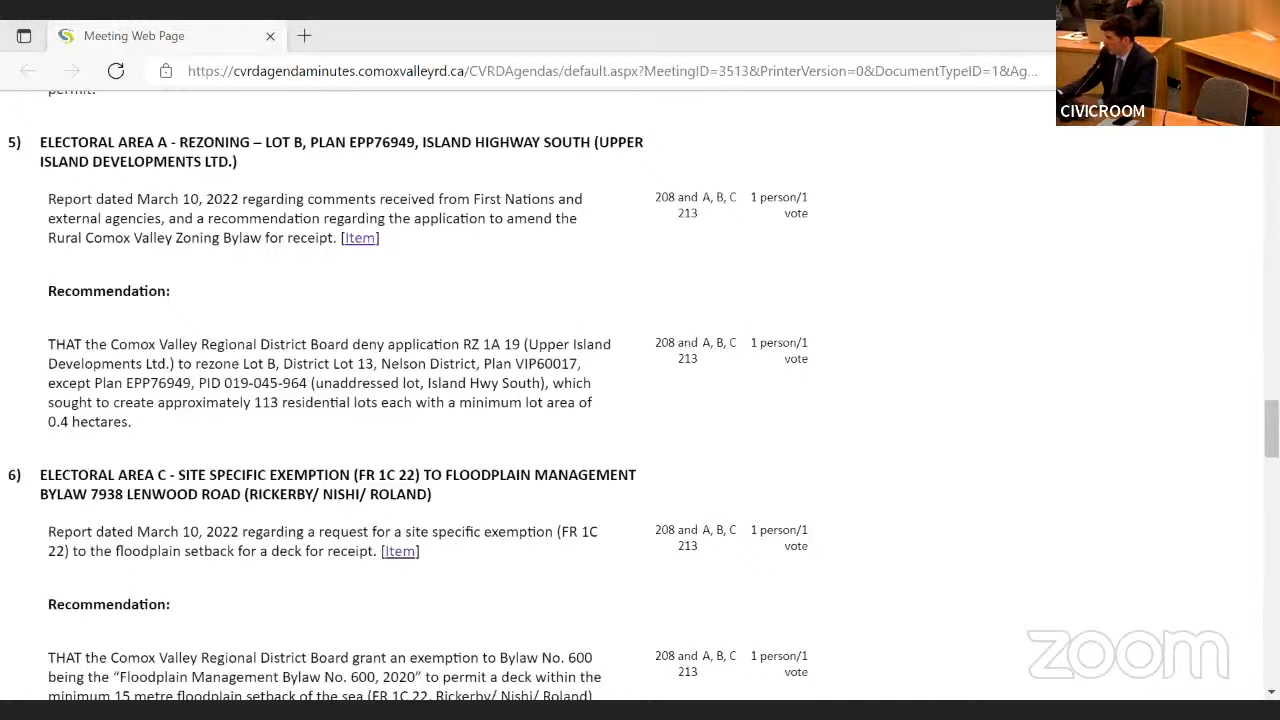 Meeting Web Page
https://cvrdagendaminutes.comoxvalleyrd.ca/CVRDAgendas/default.aspx?MeetingID=3513&PrinterVersion=0&DocumentTypeID=1&Ag...
CIVICROOM
permit.
5) ELECTORAL AREA A - REZONING – LOT B, PLAN EPP76949, ISLAND HIGHWAY SOUTH (UPPER
ISLAND DEVELOPMENTS LTD.)
Report dated March 10, 2022 regarding comments received from First Nations and 208 and A, B, C 1 person/1
external agencies, and a recommendation regarding the application to amend the 213 vote
Rural Comox Valley Zoning Bylaw for receipt. [Item]
Recommendation:
THAT the Comox Valley Regional District Board deny application RZ 1A 19 (Upper Island 208 and A, B, C 1 person/1
Developments Ltd.) to rezone Lot B, District Lot 13, Nelson District, Plan VIP60017, 213 vote
except Plan EPP76949, PID 019-045-964 (unaddressed lot, Island Hwy South), which
sought to create approximately 113 residential lots each with a minimum lot area of
0.4 hectares.
6) ELECTORAL AREA C - SITE SPECIFIC EXEMPTION (FR 1C 22) TO FLOODPLAIN MANAGEMENT
BYLAW 7938 LENWOOD ROAD (RICKERBY/ NISHI/ ROLAND)
Report dated March 10, 2022 regarding a request for a site specific exemption (FR 1C 208 and A, B, C 1 person/1
22) to the floodplain setback for a deck for receipt. [Item] 213 vote
Recommendation:
THAT the Comox Valley Regional District Board grant an exemption to Bylaw No. 600 208 and A, B, C 1 person/1
being the “Floodplain Management Bylaw No. 600, 2020” to permit a deck within the 213 vote
minimum 15 metre floodplain setback of the sea (FR 1C 22, Rickerby/ Nishi/ Roland)
zoom